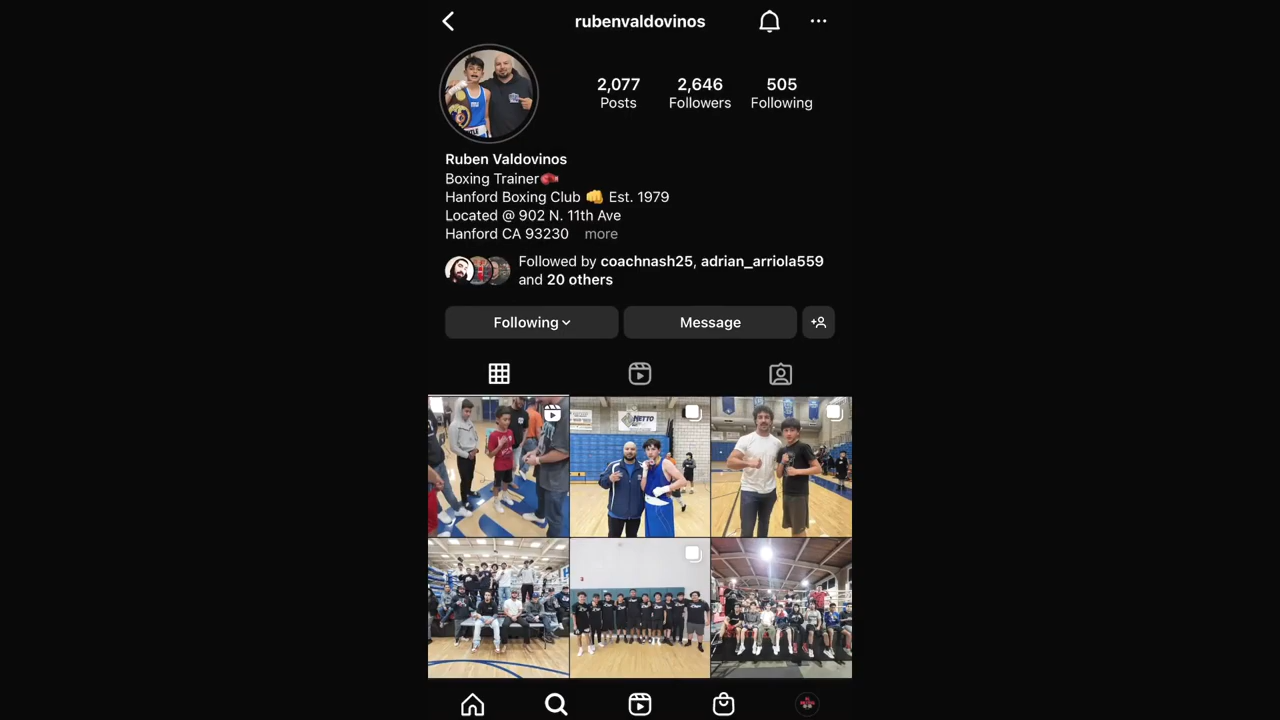 rubenvaldovinos
2,077 2,646 505
Posts Followers Following
Ruben Valdovinos
Boxing Trainer🥊
Hanford Boxing Club 👊 Est. 1979
Located @ 902 N. 11th Ave
Hanford CA 93230 more
Followed by coachnash25, adrian_arriola559
and 20 others
Following Message
NETTO